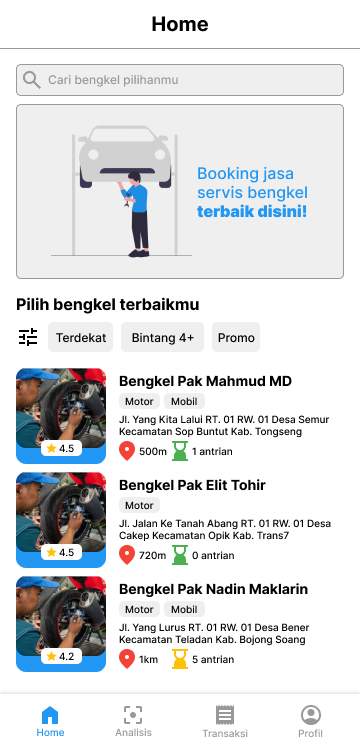 Home
Cari bengkel pilihanmu
Booking jasa
servis bengkel
terbaik disini!
Pilih bengkel terbaikmu
Terdekat
Bintang 4+
Promo
Bengkel Pak Mahmud MD
Motor
Mobil
Jl. Yang Kita Lalui RT. 01 RW. 01 Desa Semur
Kecamatan Sop Buntut Kab. Tongseng
4.5
500m
1 antrian
Bengkel Pak Elit Tohir
Motor
Jl. Jalan Ke Tanah Abang RT. 01 RW. 01 Desa
Cakep Kecamatan Opik Kab. Trans7
4.5
720m
0 antrian
Bengkel Pak Nadin Maklarin
Motor
Mobil
Jl. Yang Lurus RT. 01 RW. 01 Desa Bener
Kecamatan Teladan Kab. Bojong Soang
4.2
1km
5 antrian
Home
Analisis
Transaksi
Profil